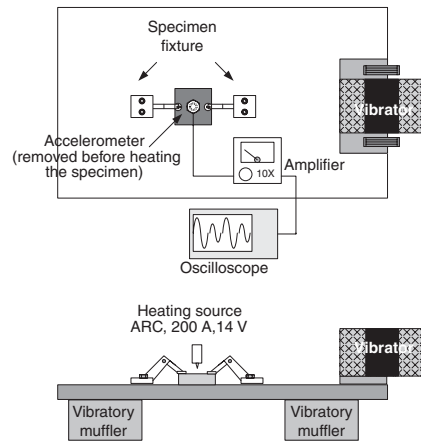 Specimen
fixture
Vibrator
Accelerometer
(removed before heating
the specimen)
Amplifier
10X
Oscilloscope
Heating source
ARC, 200 A,14 V
Vibrator
Vibratory
muffler
Vibratory
muffler